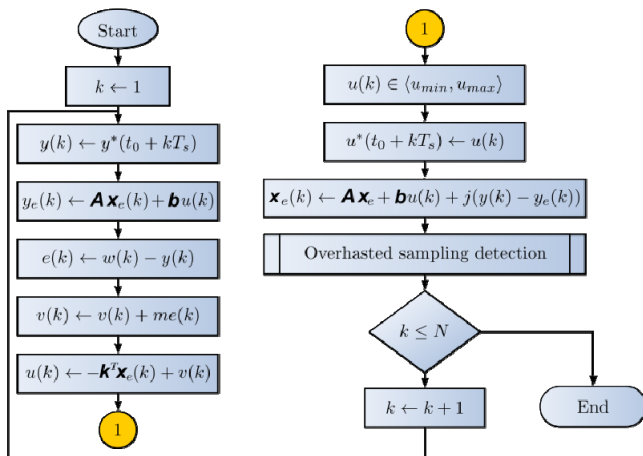 Start
k ← 1
y(k) ← y*(t₀ + kTₛ)
yₑ(k) ← 𝐀𝐱ₑ(k) + 𝐛u(k)
e(k) ← w(k) − y(k)
v(k) ← v(k) + me(k)
u(k) ← −𝐤ᵀ𝐱ₑ(k) + v(k)
1
1
u(k) ∈ ⟨uₘᵢₙ, uₘₐₓ⟩
u*(t₀ + kTₛ) ← u(k)
𝐱ₑ(k) ← 𝐀𝐱ₑ + 𝐛u(k) + j(y(k) − yₑ(k))
Overhasted sampling detection
k ≤ N
k ← k + 1
End